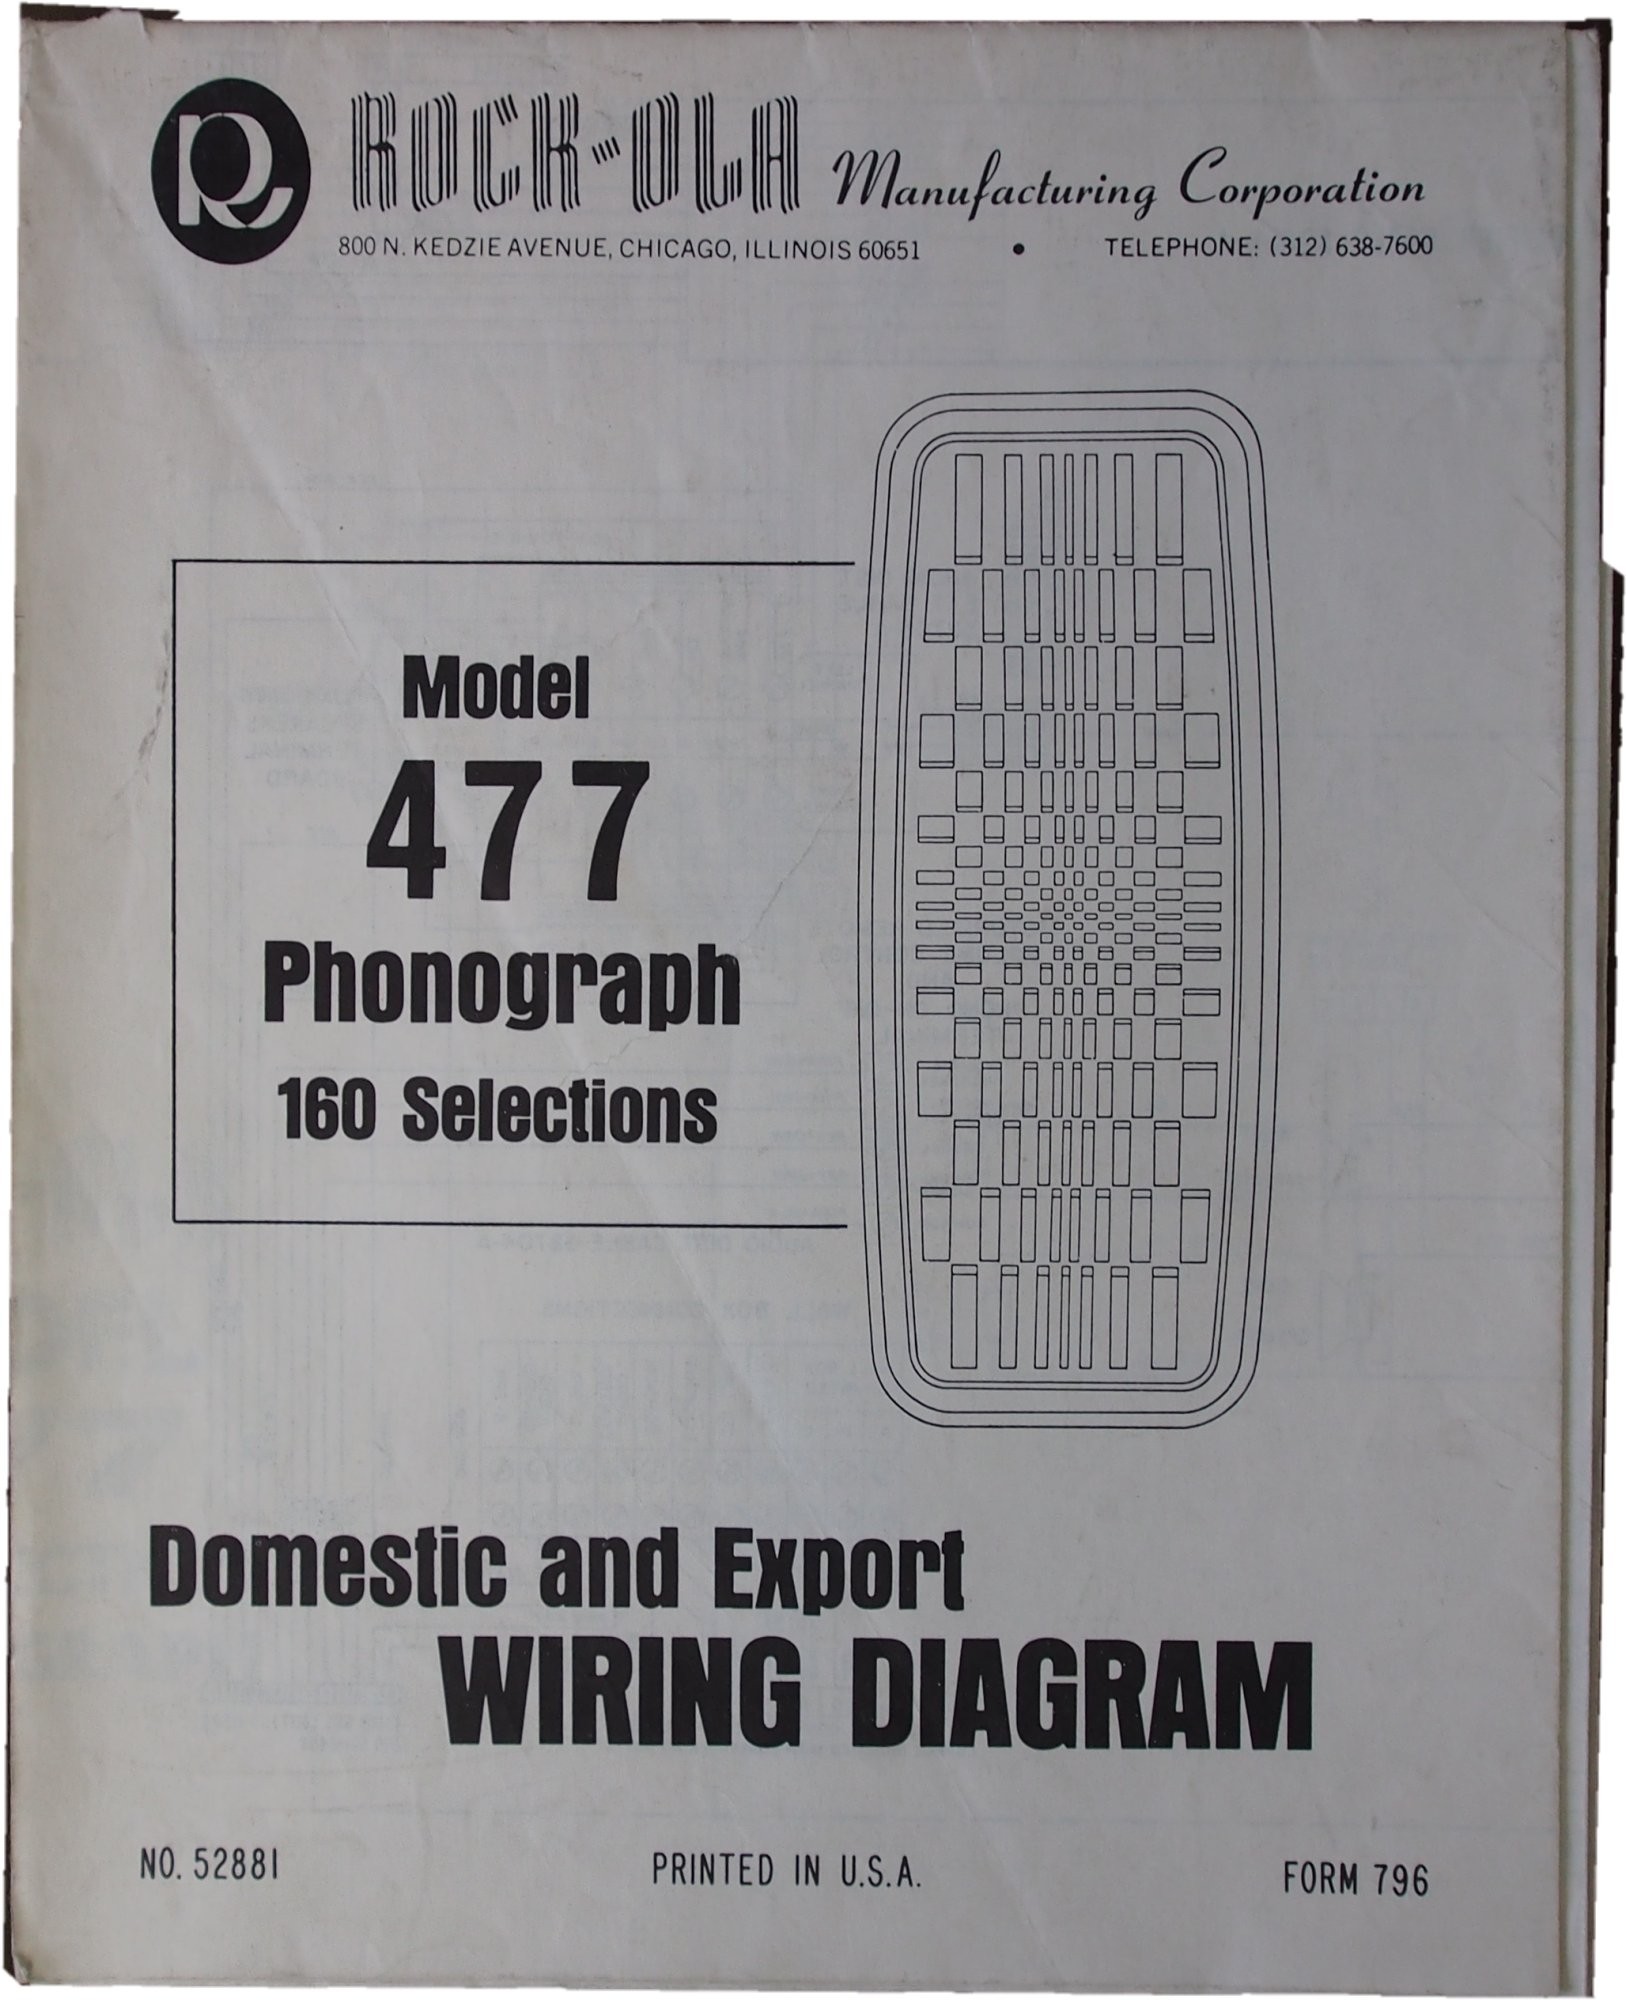 ROCK-OLA Manufacturing Corporation
800 N. KEDZIE AVENUE, CHICAGO, ILLINOIS 60651 • TELEPHONE: (312) 638-7600
Model
477
Phonograph
160 Selections
Domestic and Export
WIRING DIAGRAM
NO. 52881 PRINTED IN U.S.A. FORM 796